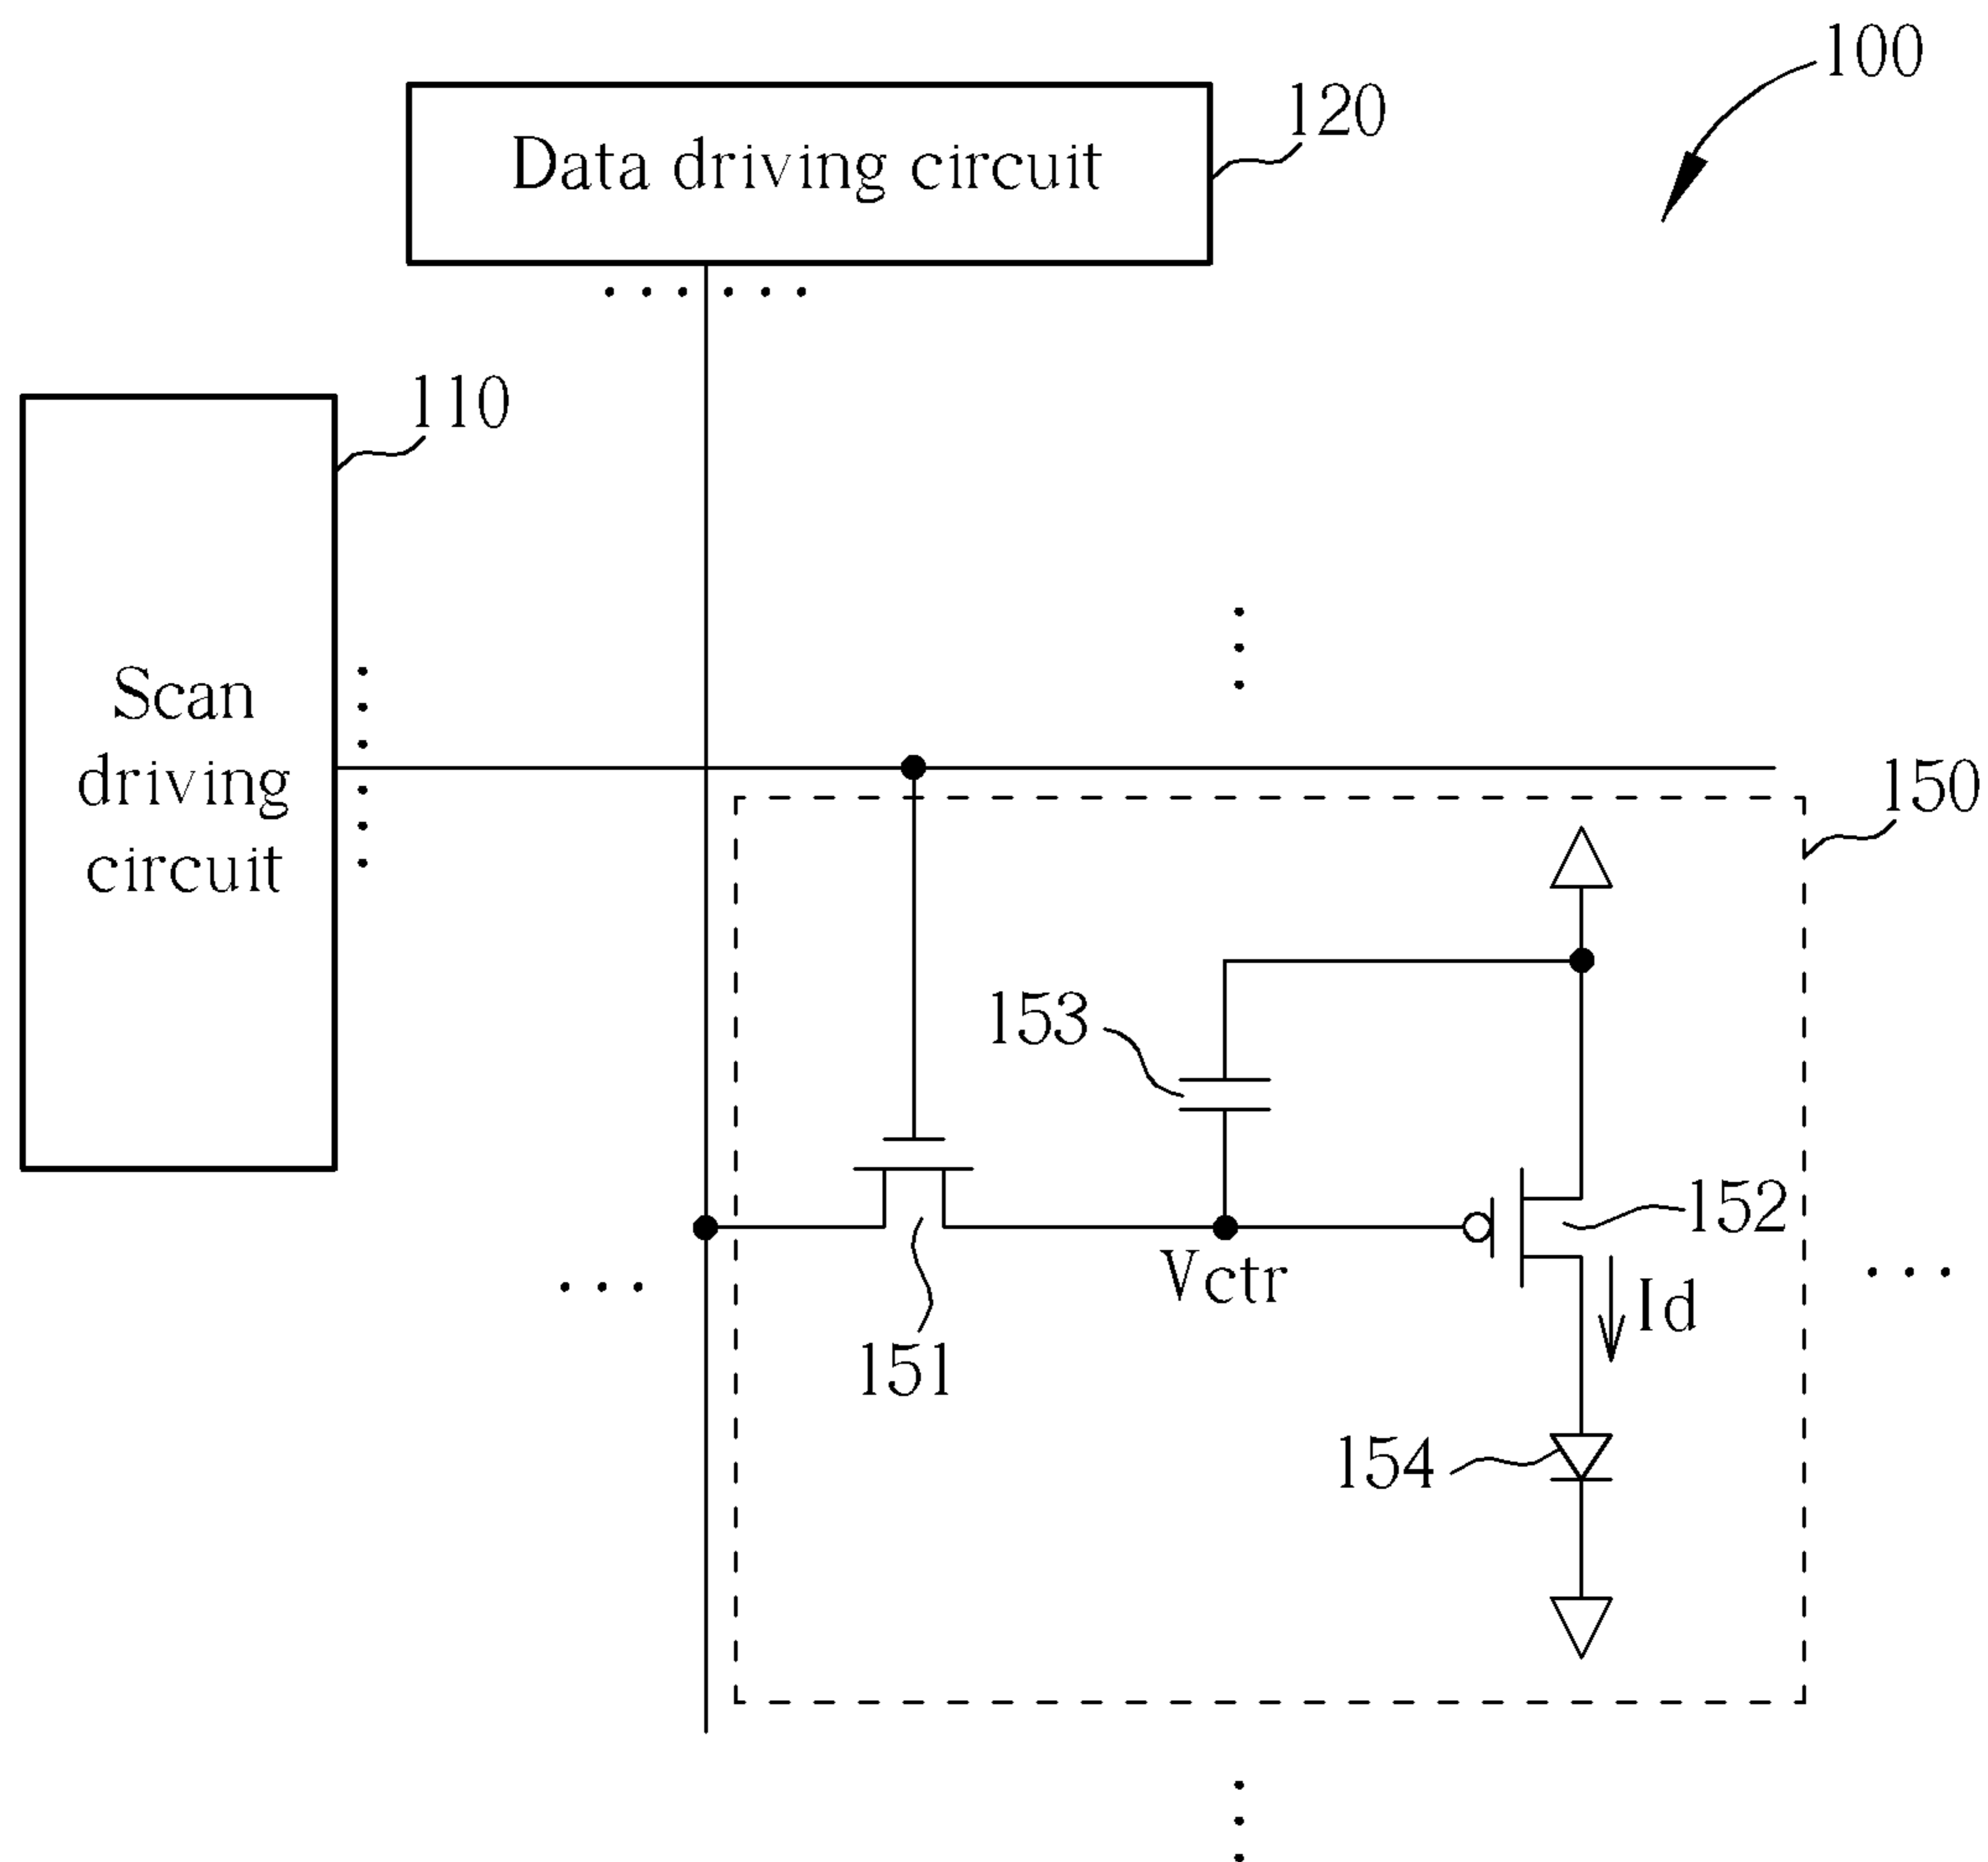 100
120
Data driving circuit
110
Scan
driving
circuit
150
153
152
Vctr
Id
151
154